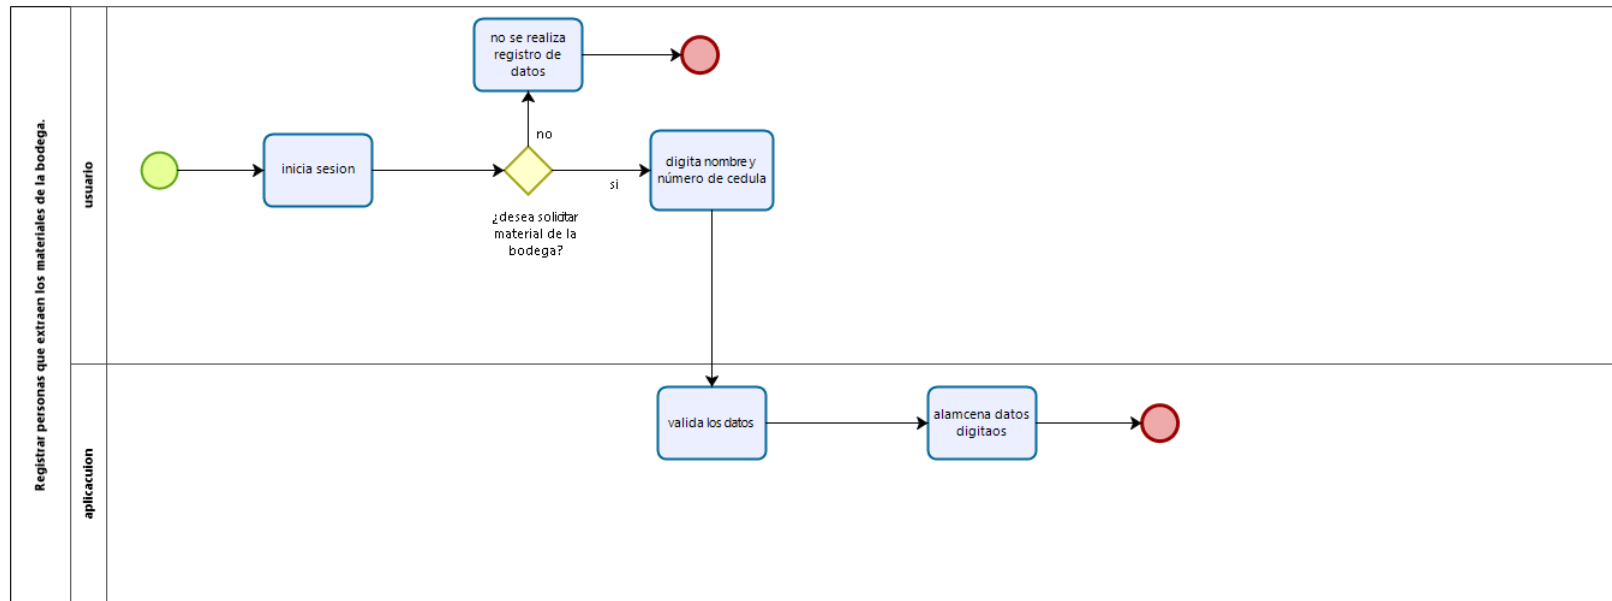 Registrar personas que extraen los materiales de la bodega.
usuario
no se realiza
registro de
datos
no
inicia sesion
si
digita nombre y
número de cedula
¿desea solicitar
material de la
bodega?
aplicacuion
valida los datos
alamcena datos
digitaos